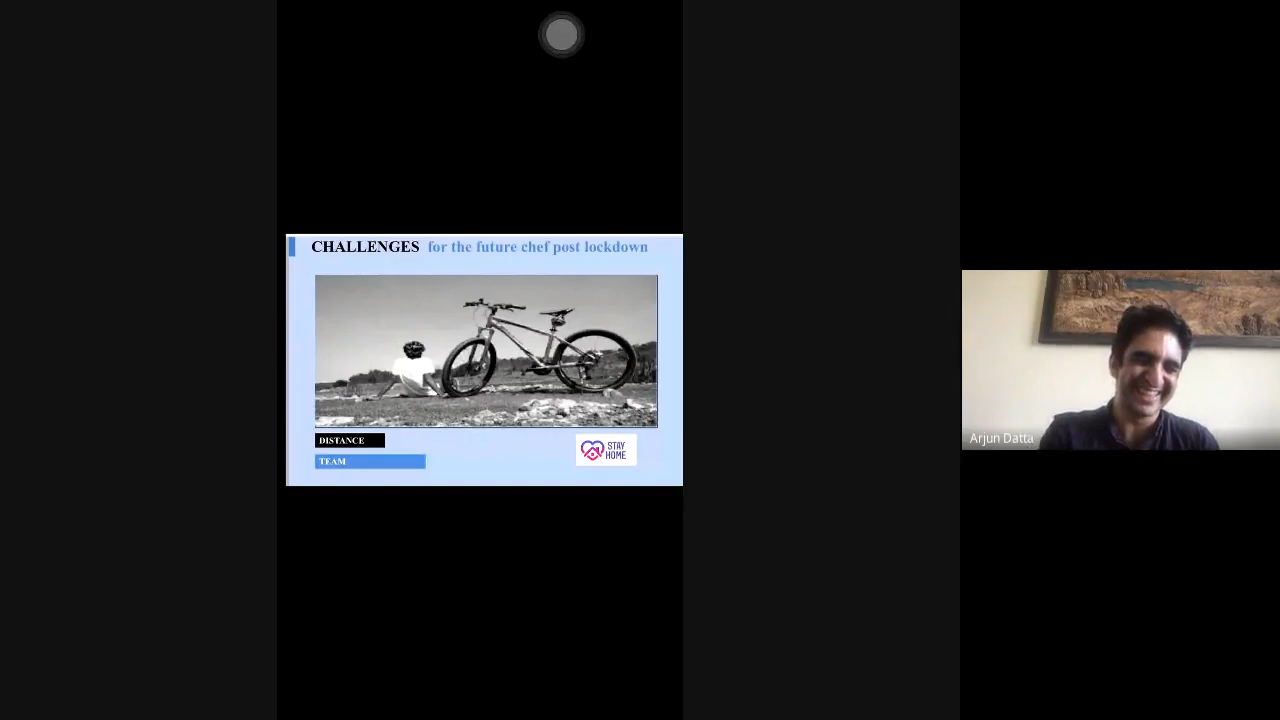 CHALLENGES for the future chef post lockdown
DISTANCE
TEAM
STAY
HOME
Arjun Datta